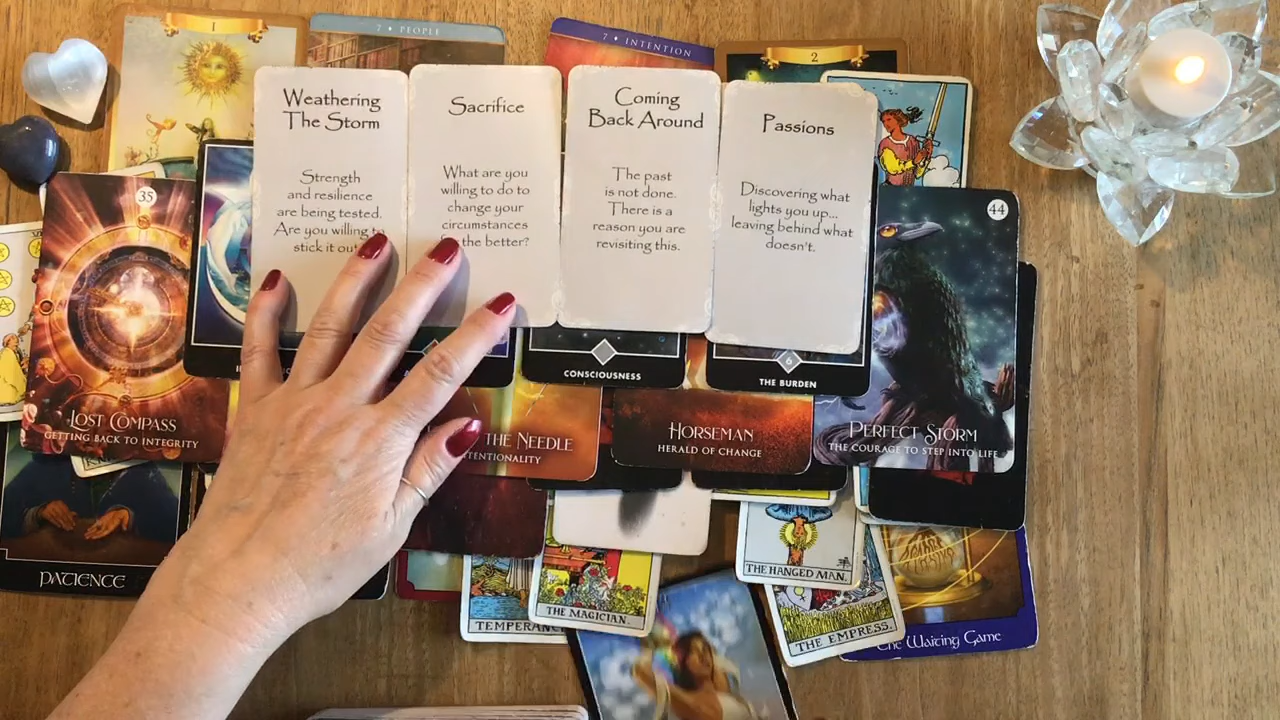 1
7 • PEOPLE
7 • INTENTION
2
Weathering
The Storm
Strength
and resilience
are being tested.
Are you willing to
stick it out
Sacrifice
What are you
willing to do to
change your
circumstances
the better?
Coming
Back Around
The past
is not done.
There is a
reason you are
revisiting this.
Passions
Discovering what
lights you up...
leaving behind what
doesn't.
35
LOST COMPASS
GETTING BACK TO INTEGRITY
44
PERFECT STORM
THE COURAGE TO STEP INTO LIFE
CONSCIOUSNESS
6
THE BURDEN
THE NEEDLE
HORSEMAN
HERALD OF CHANGE
PATIENCE
TEMPERANC
THE MAGICIAN.
THE HANGED MAN.
THE EMPRESS.
The Waiting Game